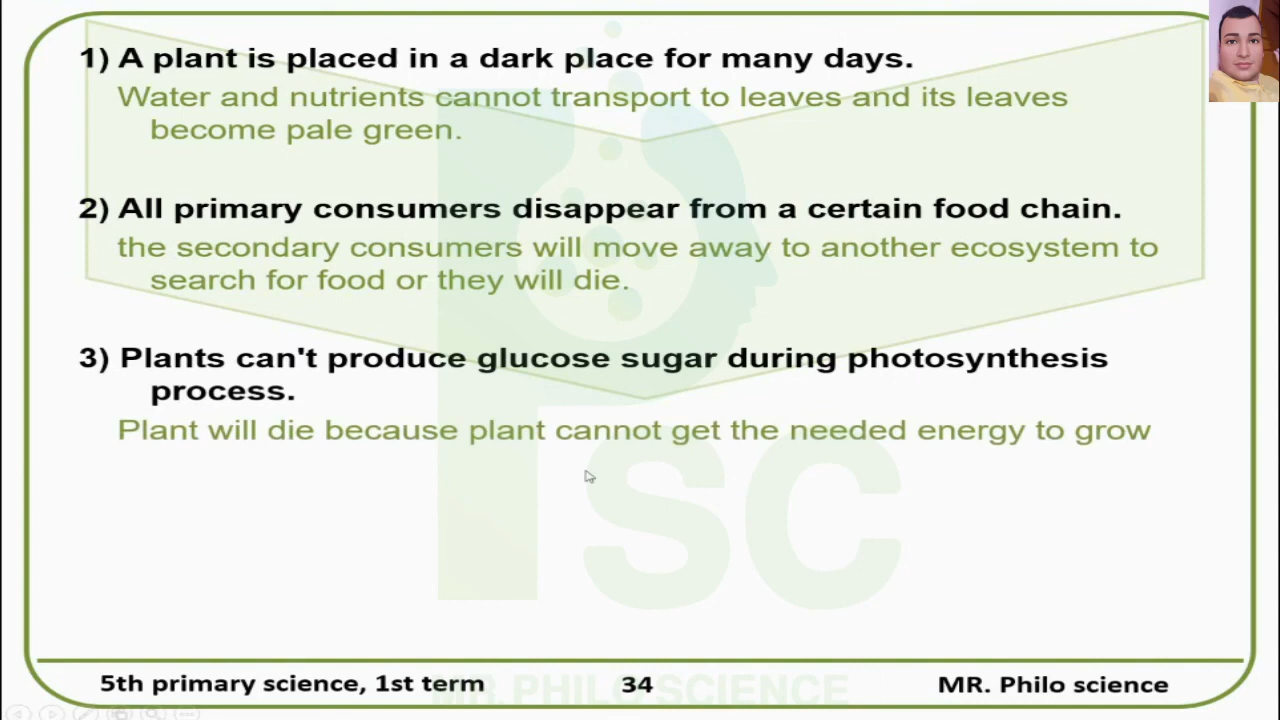 1) A plant is placed in a dark place for many days.
Water and nutrients cannot transport to leaves and its leaves
become pale green.
2) All primary consumers disappear from a certain food chain.
the secondary consumers will move away to another ecosystem to
search for food or they will die.
3) Plants can't produce glucose sugar during photosynthesis
process.
Plant will die because plant cannot get the needed energy to grow
Psc
MR. PHILO SCIENCE
5th primary science, 1st term 34 MR. Philo science